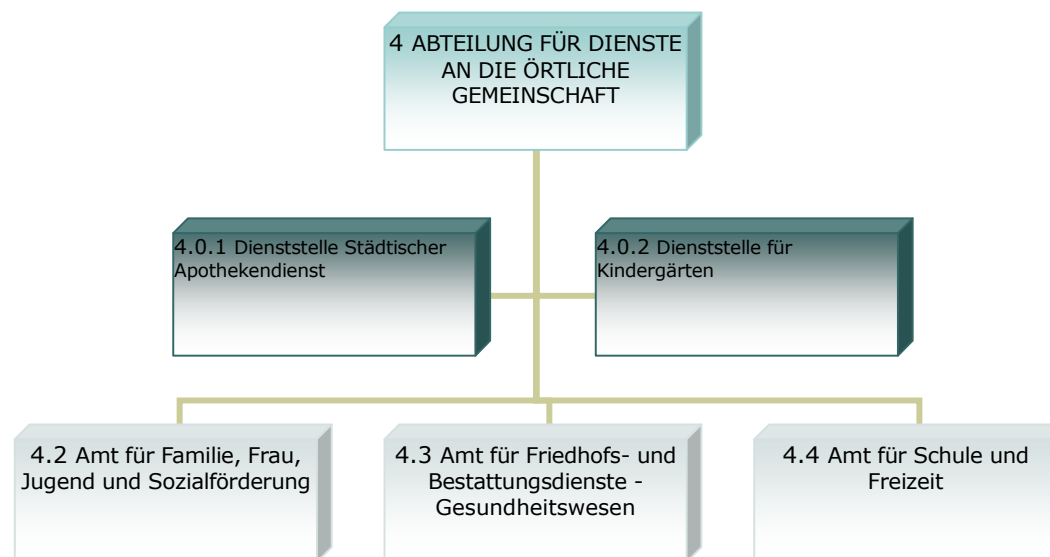 4 ABTEILUNG FÜR DIENSTE
AN DIE ÖRTLICHE
GEMEINSCHAFT
4.0.1 Dienststelle Städtischer
Apothekendienst
4.0.2 Dienststelle für
Kindergärten
4.2 Amt für Familie, Frau,
Jugend und Sozialförderung
4.3 Amt für Friedhofs- und
Bestattungsdienste -
Gesundheitswesen
4.4 Amt für Schule und
Freizeit